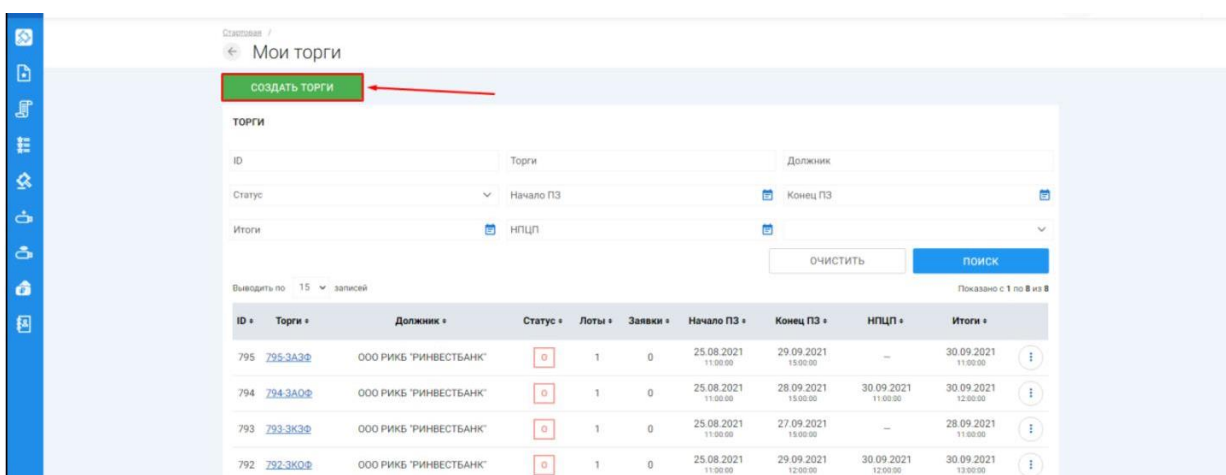 Стартовая /
Мои торги
СОЗДАТЬ ТОРГИ
ТОРГИ
ID Торги Должник
Статус Начало ПЗ Конец ПЗ
Итоги НПЦП
ОЧИСТИТЬ ПОИСК
Выводить по 15 записей Показано с 1 по 8 из 8
ID Торги Должник Статус Лоты Заявки Начало ПЗ Конец ПЗ НПЦП Итоги
795 795-ЗАЗФ ООО РИКБ "РИНВЕСТБАНК" О 1 0 25.08.2021 29.09.2021 — 30.09.2021
11:00:00 15:00:00 11:00:00
794 794-ЗАОФ ООО РИКБ "РИНВЕСТБАНК" О 1 0 25.08.2021 28.09.2021 30.09.2021 30.09.2021
11:00:00 15:00:00 11:00:00 12:00:00
793 793-ЗКЗФ ООО РИКБ "РИНВЕСТБАНК" О 1 0 25.08.2021 27.09.2021 — 28.09.2021
11:00:00 15:00:00 11:00:00
792 792-ЗКОФ ООО РИКБ "РИНВЕСТБАНК" О 1 0 25.08.2021 29.09.2021 30.09.2021 30.09.2021
11:00:00 12:00:00 12:00:00 13:00:00